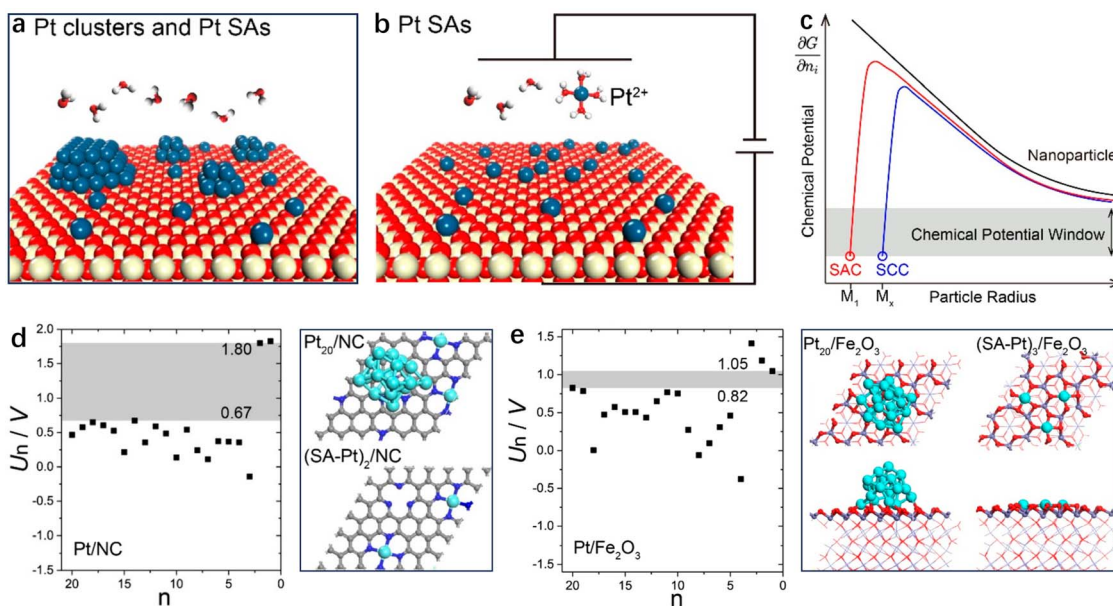 a Pt clusters and Pt SAs
b Pt SAs
Pt²⁺
c
∂G
∂nᵢ
Chemical Potential
Nanoparticle
Chemical Potential Window
SAC
SCC
M₁
Mₓ
Particle Radius
d
2.0
1.5
1.0
0.5
0.0
0.5
-1.0
-1.5
1.80
0.67
Un / V
Pt/NC
20
15
10
5
0
n
Pt₂₀/NC
(SA-Pt)₂/NC
e
2.0
1.5
1.0
0.5
0.0
0.5
-1.0
-1.5
1.05
0.82
Un / V
Pt/Fe₂O₃
20
15
10
5
0
n
Pt₂₀/Fe₂O₃
(SA-Pt)₃/Fe₂O₃